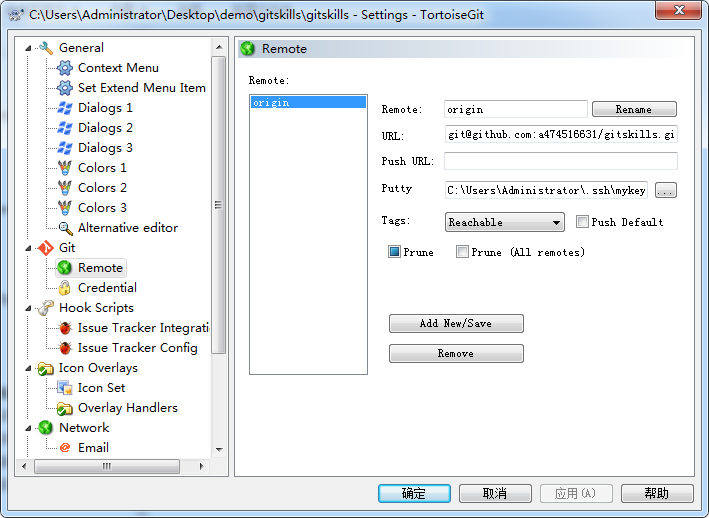 C:\Users\Administrator\Desktop\demo\gitskills\gitskills - Settings - TortoiseGit
General
Context Menu
Set Extend Menu Item
Dialogs 1
Dialogs 2
Dialogs 3
Colors 1
Colors 2
Colors 3
Alternative editor
Git
Remote
Credential
Hook Scripts
Issue Tracker Integrati
Issue Tracker Config
Icon Overlays
Icon Set
Overlay Handlers
Network
Email
Remote
Remote:
origin
Remote: origin Rename
URL: git@github.com:a474516631/gitskills.gi
Push URL:
Putty C:\Users\Administrator\.ssh\mykey ...
Tags: Reachable Push Default
Prune Prune (All remotes)
Add New/Save
Remove
确定 取消 应用(A) 帮助